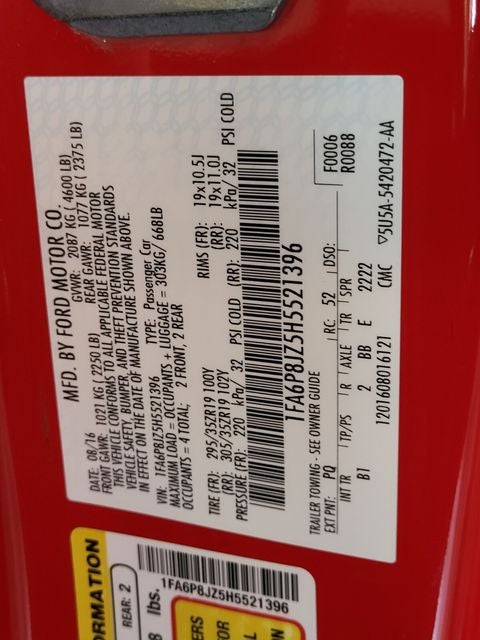 MFD. BY FORD MOTOR CO.
DATE: 08/16 GVWR: 2087 KG ( 4600 LB)
FRONT GAWR: 1021 KG ( 2250 LB) REAR GAWR: 1077 KG ( 2375 LB)
THIS VEHICLE CONFORMS TO ALL APPLICABLE FEDERAL MOTOR
VEHICLE SAFETY, BUMPER, AND THEFT PREVENTION STANDARDS
IN EFFECT ON THE DATE OF MANUFACTURE SHOWN ABOVE.
VIN: 1FA6P8JZ5H5521396 TYPE: Passenger Car
MAXIMUM LOAD = OCCUPANTS + LUGGAGE = 303KG/ 668LB
OCCUPANTS = 4 TOTAL: 2 FRONT, 2 REAR
TIRE (FR): 295/35ZR19 100Y RIMS (FR): 19x10.5J
(RR): 305/35ZR19 102Y 19x11.0J
PRESSURE (FR): 220 kPa/ 32 PSI COLD (RR): 220 kPa/ 32 PSI COLD
1FA6P8JZ5H5521396
TRAILER TOWING - SEE OWNER GUIDE F0006
R0088
EXT PNT: PQ RC: 52 DSO:
INT TR TP/PS R AXLE TR SPR
B1 2 BB E 2222
1201608016121 CMC 5U5A-5420472-AA
ORMATION
REAR: 2
1FA6P8JZ5H5521396
8 lbs.